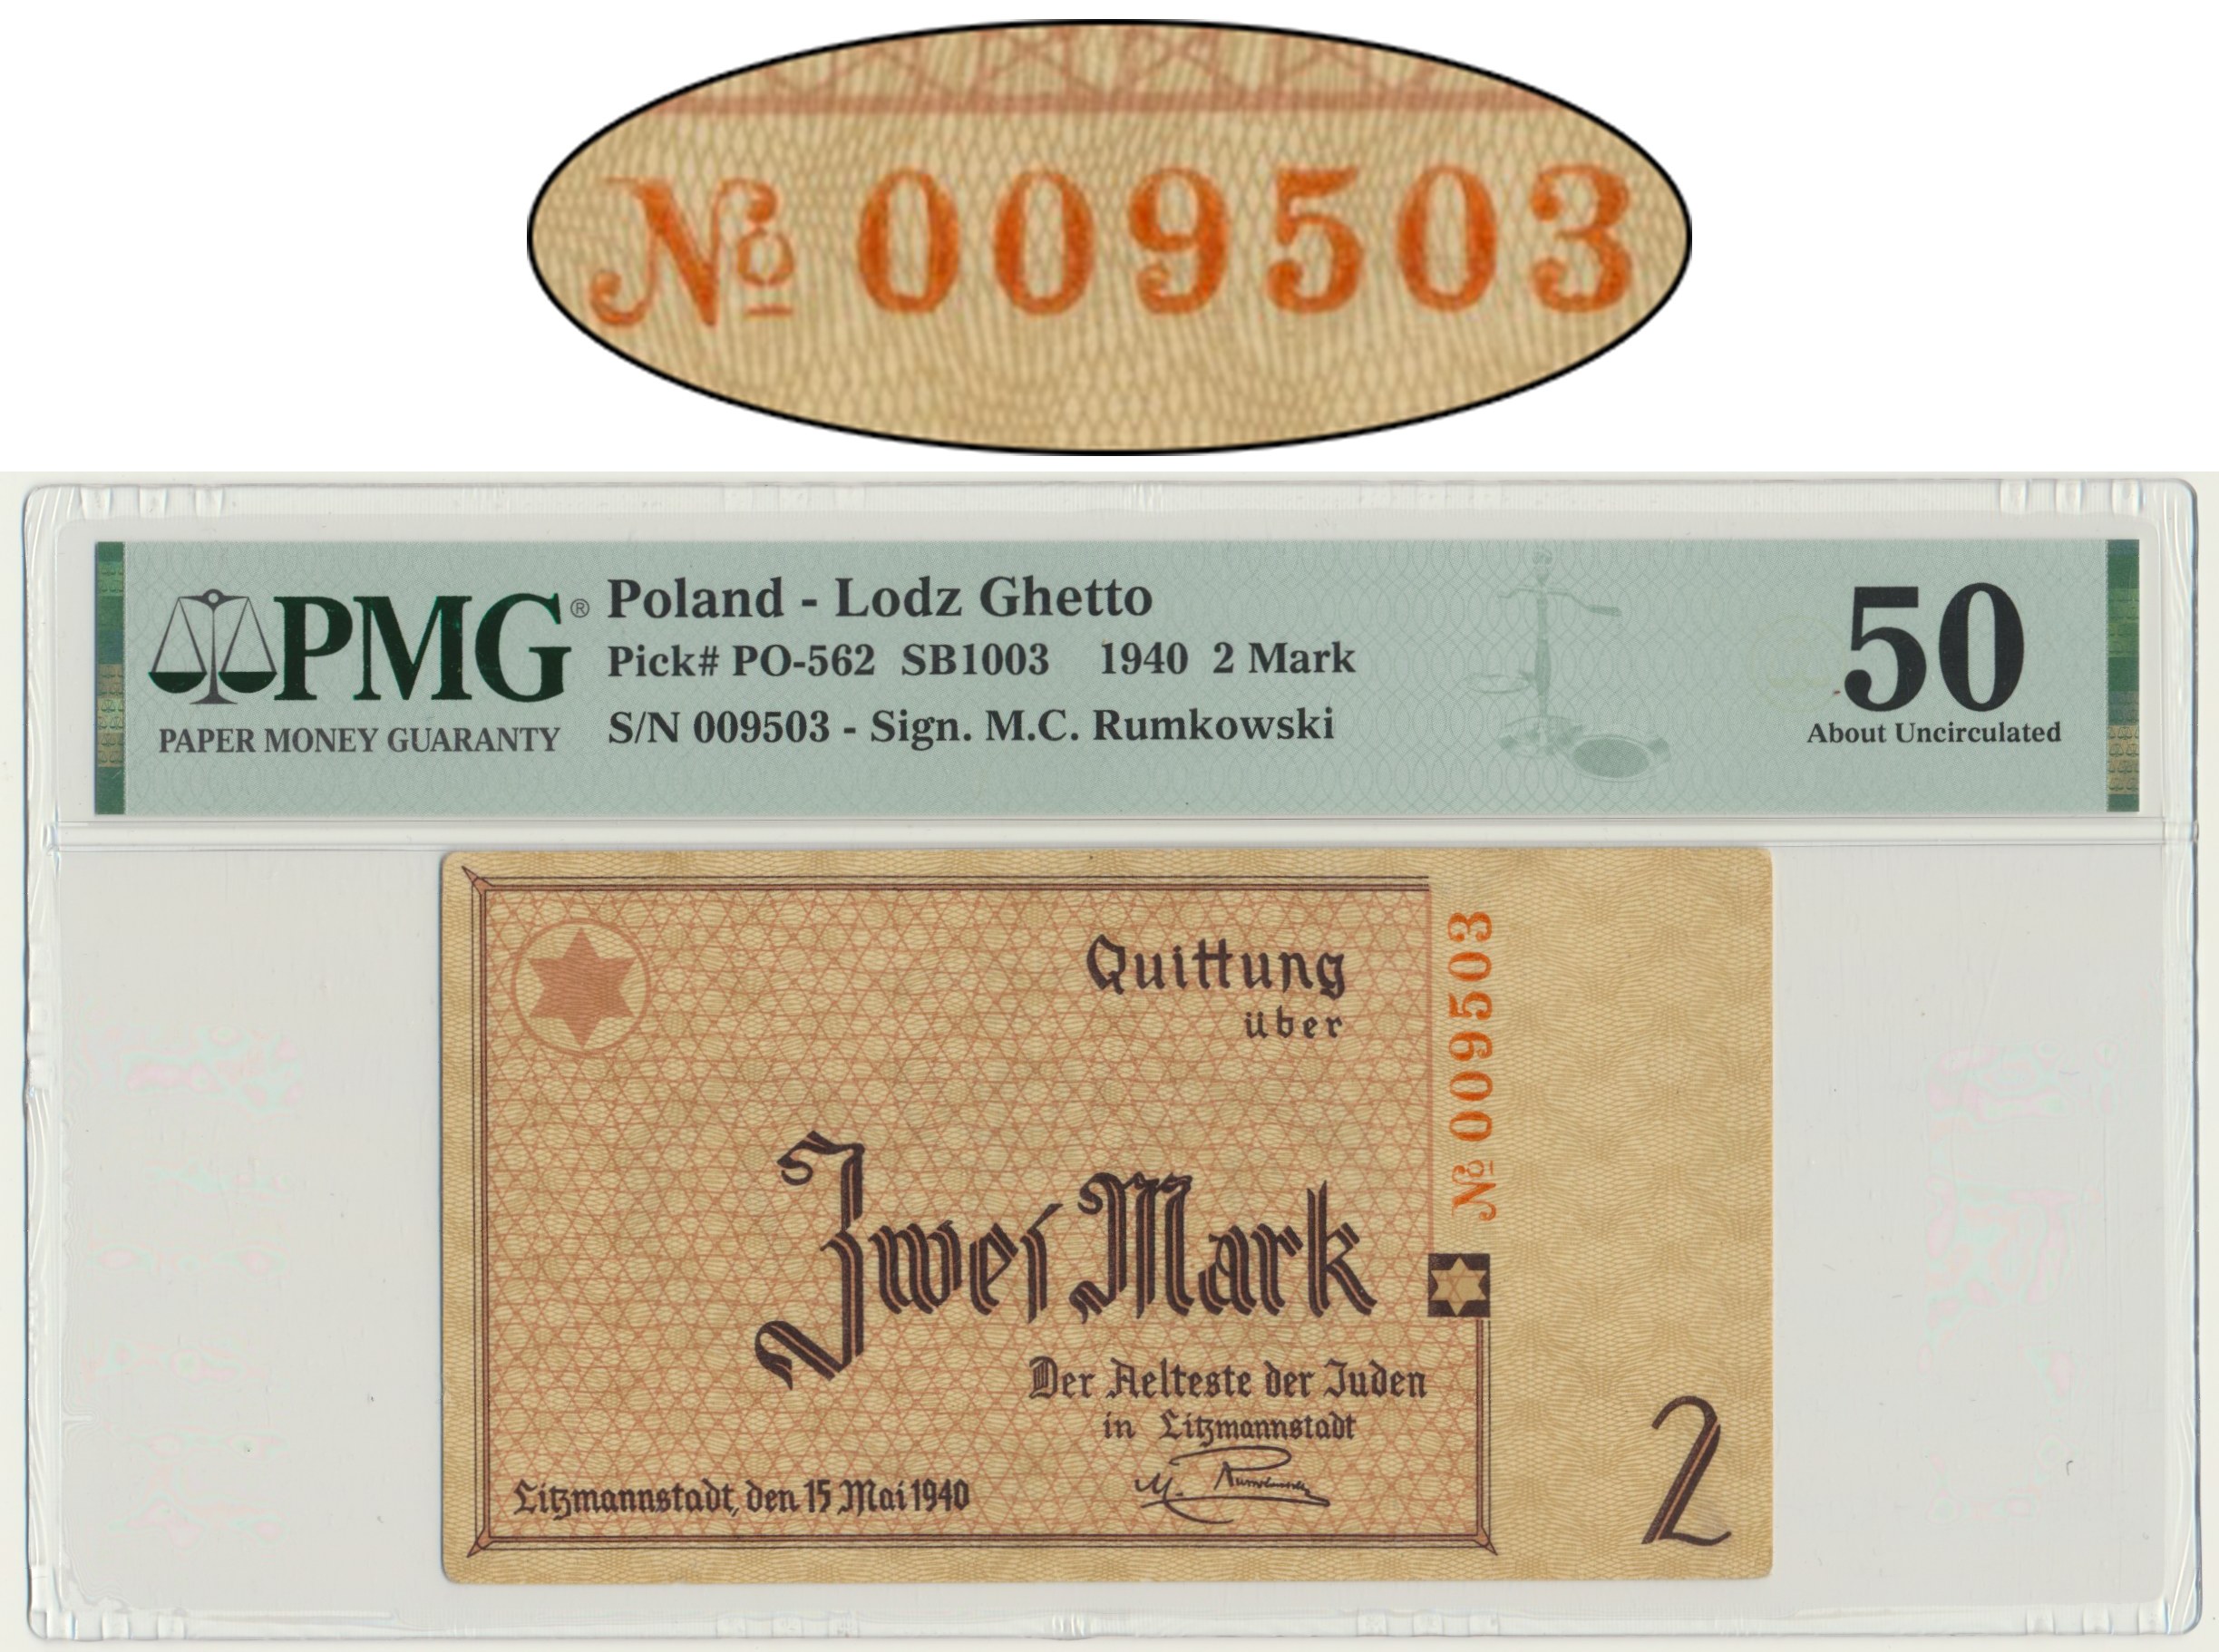 № 009503
PMG®
PAPER MONEY GUARANTY
Poland - Lodz Ghetto
Pick# PO-562 SB1003 1940 2 Mark
S/N 009503 - Sign. M.C. Rumkowski
50
About Uncirculated
Quittung
über
Zwei Mark
Der Aelteste der Juden
in Litzmannstadt
M. Rumkowski
Litzmannstadt, den 15 Mai 1940
№ 009503
2